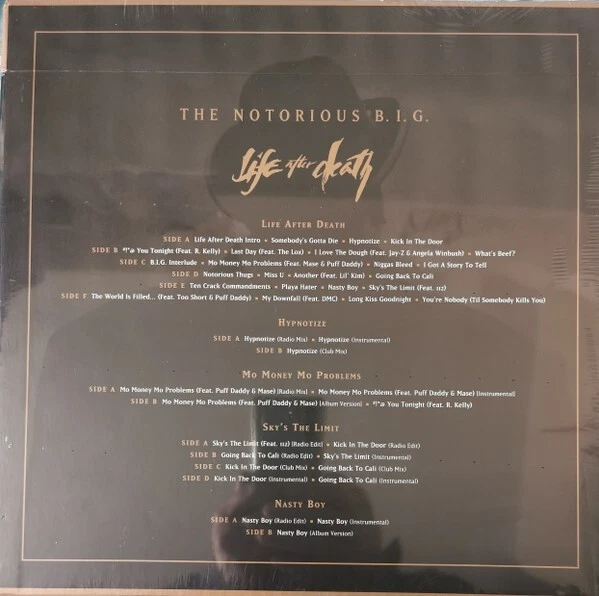 THE NOTORIOUS B.I.G.
Life after death
LIFE AFTER DEATH
SIDE A Life After Death Intro • Somebody's Gotta Die • Hypnotize • Kick In The Door
SIDE B *!*@ You Tonight (Feat. R. Kelly) • Last Day (Feat. The Lox) • I Love The Dough (Feat. Jay-Z & Angela Winbush) • What's Beef?
SIDE C B.I.G. Interlude • Mo Money Mo Problems (Feat. Mase & Puff Daddy) • Niggas Bleed • I Got A Story To Tell
SIDE D Notorious Thugs • Miss U • Another (Feat. Lil' Kim) • Going Back To Cali
SIDE E Ten Crack Commandments • Playa Hater • Nasty Boy • Sky's The Limit (Feat. 112)
SIDE F The World Is Filled... (Feat. Too Short & Puff Daddy) • My Downfall (Feat. DMC) • Long Kiss Goodnight • You're Nobody (Til Somebody Kills You)
HYPNOTIZE
SIDE A Hypnotize (Radio Mix) • Hypnotize (Instrumental)
SIDE B Hypnotize (Club Mix)
MO MONEY MO PROBLEMS
SIDE A Mo Money Mo Problems (Feat. Puff Daddy & Mase) [Radio Mix] • Mo Money Mo Problems (Feat. Puff Daddy & Mase) [Instrumental]
SIDE B Mo Money Mo Problems (Feat. Puff Daddy & Mase) [Album Version] • *!*@ You Tonight (Feat. R. Kelly)
SKY'S THE LIMIT
SIDE A Sky's The Limit (Feat. 112) [Radio Edit] • Kick In The Door (Radio Edit)
SIDE B Going Back To Cali (Radio Edit) • Sky's The Limit (Instrumental)
SIDE C Kick In The Door (Club Mix) • Going Back To Cali (Club Mix)
SIDE D Kick In The Door (Instrumental) • Going Back To Cali (Instrumental)
NASTY BOY
SIDE A Nasty Boy (Radio Edit) • Nasty Boy (Instrumental)
SIDE B Nasty Boy (Album Version)